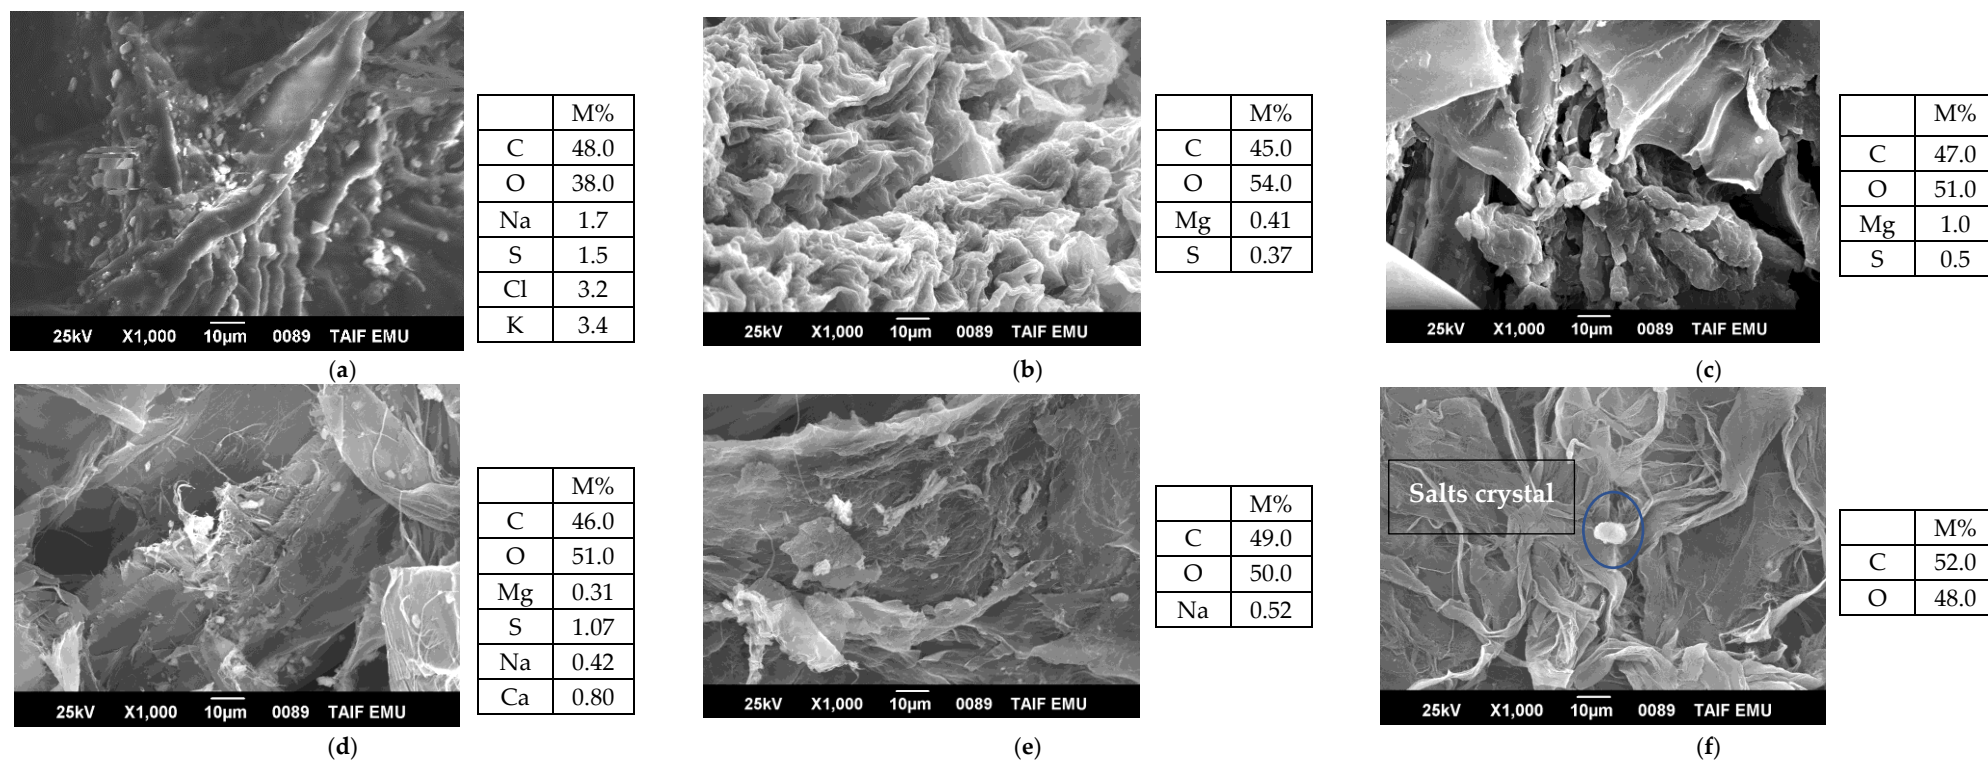 M%
C 48.0
O 38.0
Na 1.7
S 1.5
Cl 3.2
K 3.4
25kV X1,000 10µm 0089 TAIF EMU
(a)
M%
C 45.0
O 54.0
Mg 0.41
S 0.37
25kV X1,000 10µm 0089 TAIF EMU
(b)
M%
C 47.0
O 51.0
Mg 1.0
S 0.5
25kV X1,000 10µm 0089 TAIF EMU
(c)
M%
C 46.0
O 51.0
Mg 0.31
S 1.07
Na 0.42
Ca 0.80
25kV X1,000 10µm 0089 TAIF EMU
(d)
M%
C 49.0
O 50.0
Na 0.52
25kV X1,000 10µm 0089 TAIF EMU
(e)
Salts crystal
M%
C 52.0
O 48.0
25kV X1,000 10µm 0089 TAIF EMU
(f)